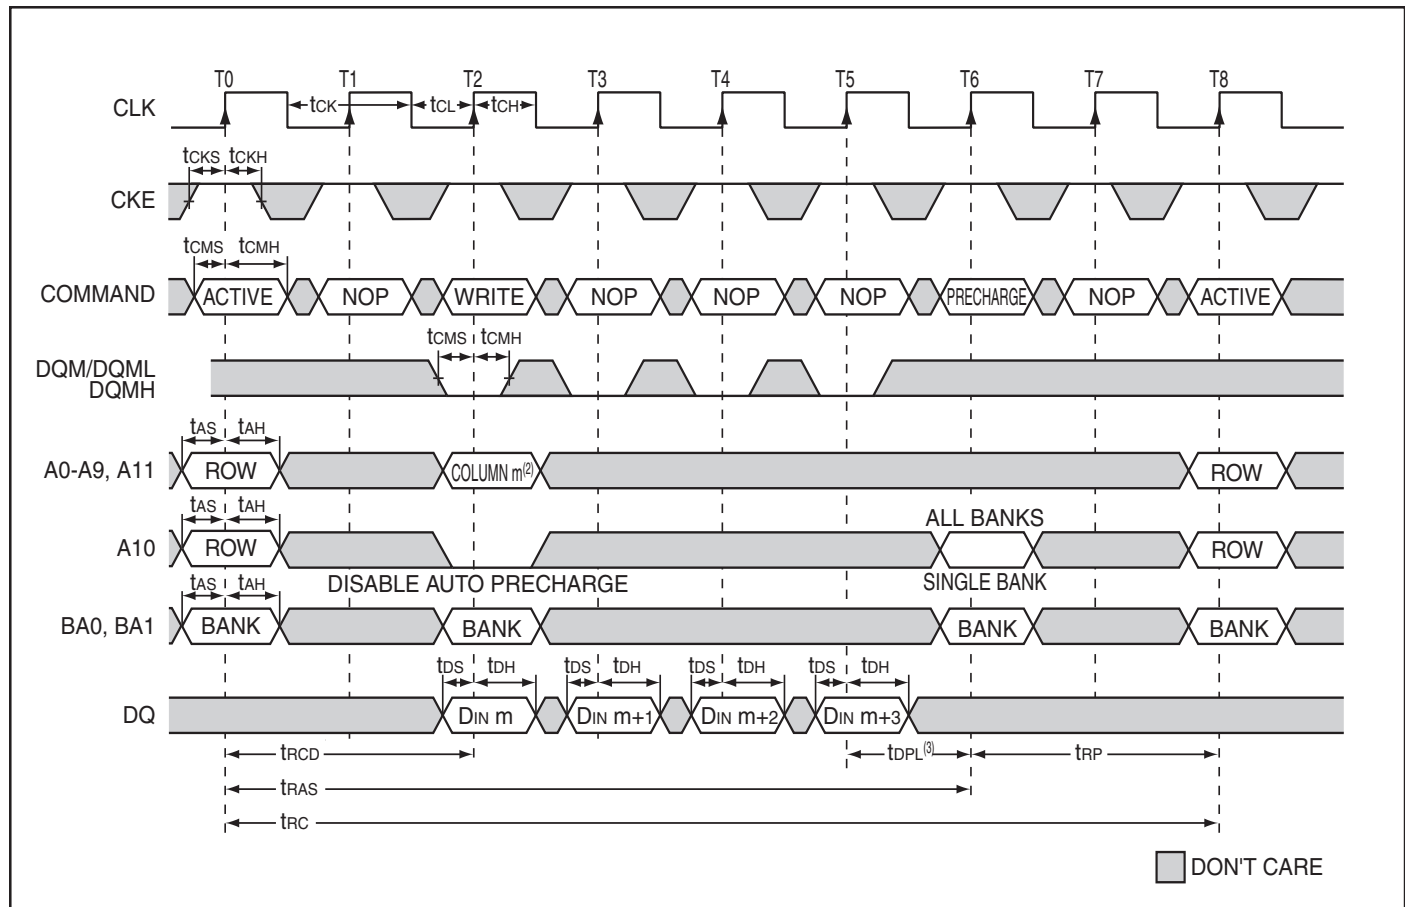 T0 T1 T2 T3 T4 T5 T6 T7 T8
CLK tCK tCL tCH
tCKS tCKH
CKE
tCMS tCMH
COMMAND ACTIVE NOP WRITE NOP NOP NOP PRECHARGE NOP ACTIVE
tCMS tCMH
DQM/DQML
DQMH
tAS tAH
A0-A9, A11 ROW COLUMN m(2) ROW
tAS tAH ALL BANKS
A10 ROW ROW
tAS tAH DISABLE AUTO PRECHARGE SINGLE BANK
BA0, BA1 BANK BANK BANK BANK
tDS tDH tDS tDH tDS tDH tDS tDH
DQ DIN m DIN m+1 DIN m+2 DIN m+3
tRCD tDPL(3) tRP
tRAS
tRC
DON'T CARE